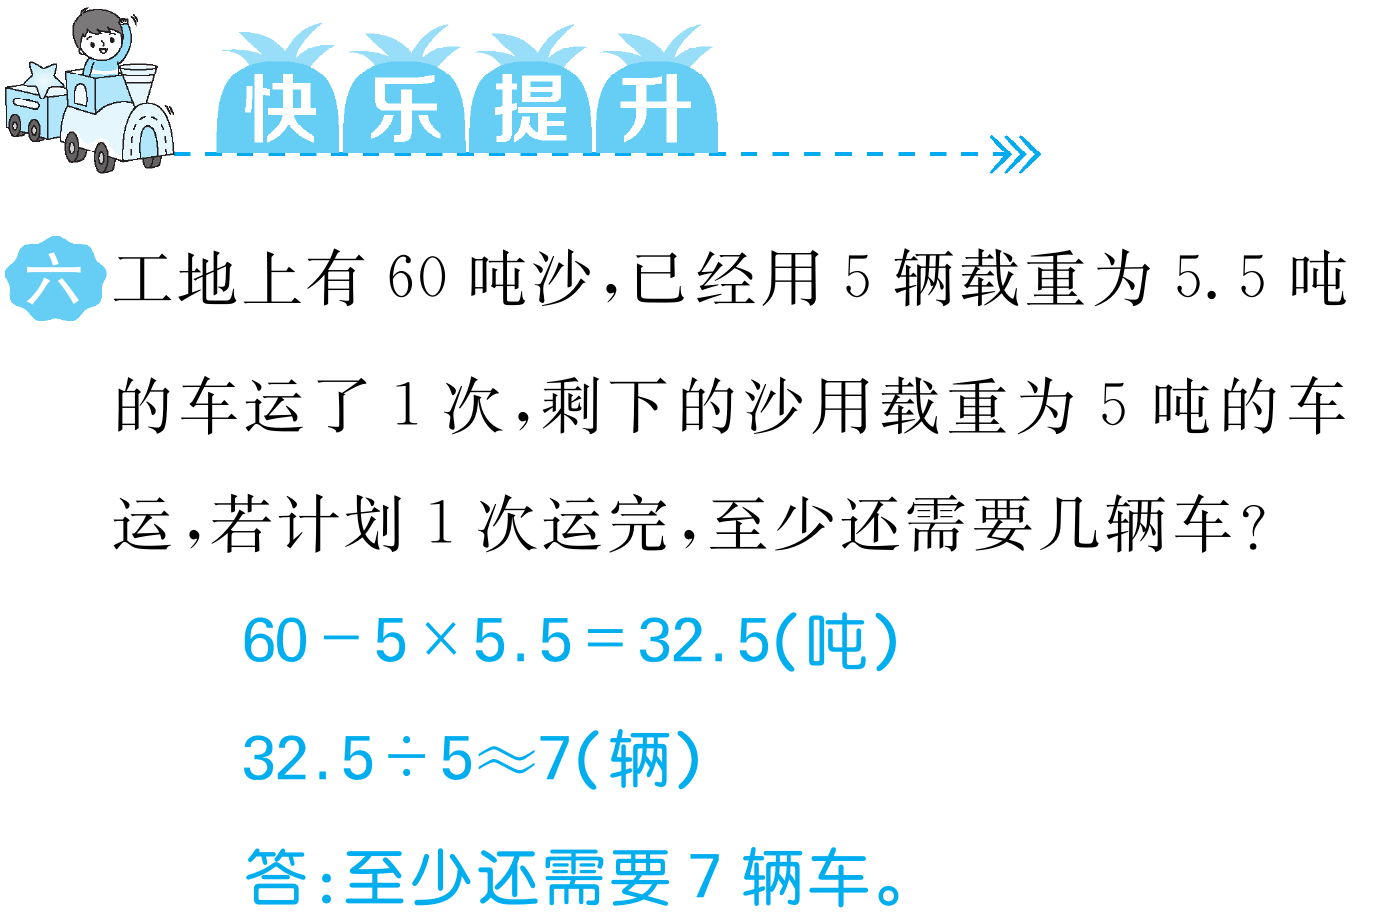 快乐提升
六 工地上有 60 吨沙,已经用 5 辆载重为 5.5 吨
的车运了 1 次,剩下的沙用载重为 5 吨的车
运,若计划 1 次运完,至少还需要几辆车?
60-5×5.5=32.5(吨)
32.5÷5≈7(辆)
答:至少还需要 7 辆车。